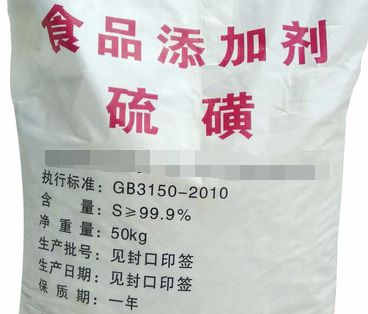 食品添加剂
硫磺
执行标准：GB3150-2010
含 量：S≥99.9%
净 重 量：50kg
生产批号：见封口印签
生产日期：见封口印签
保 质 期：一年